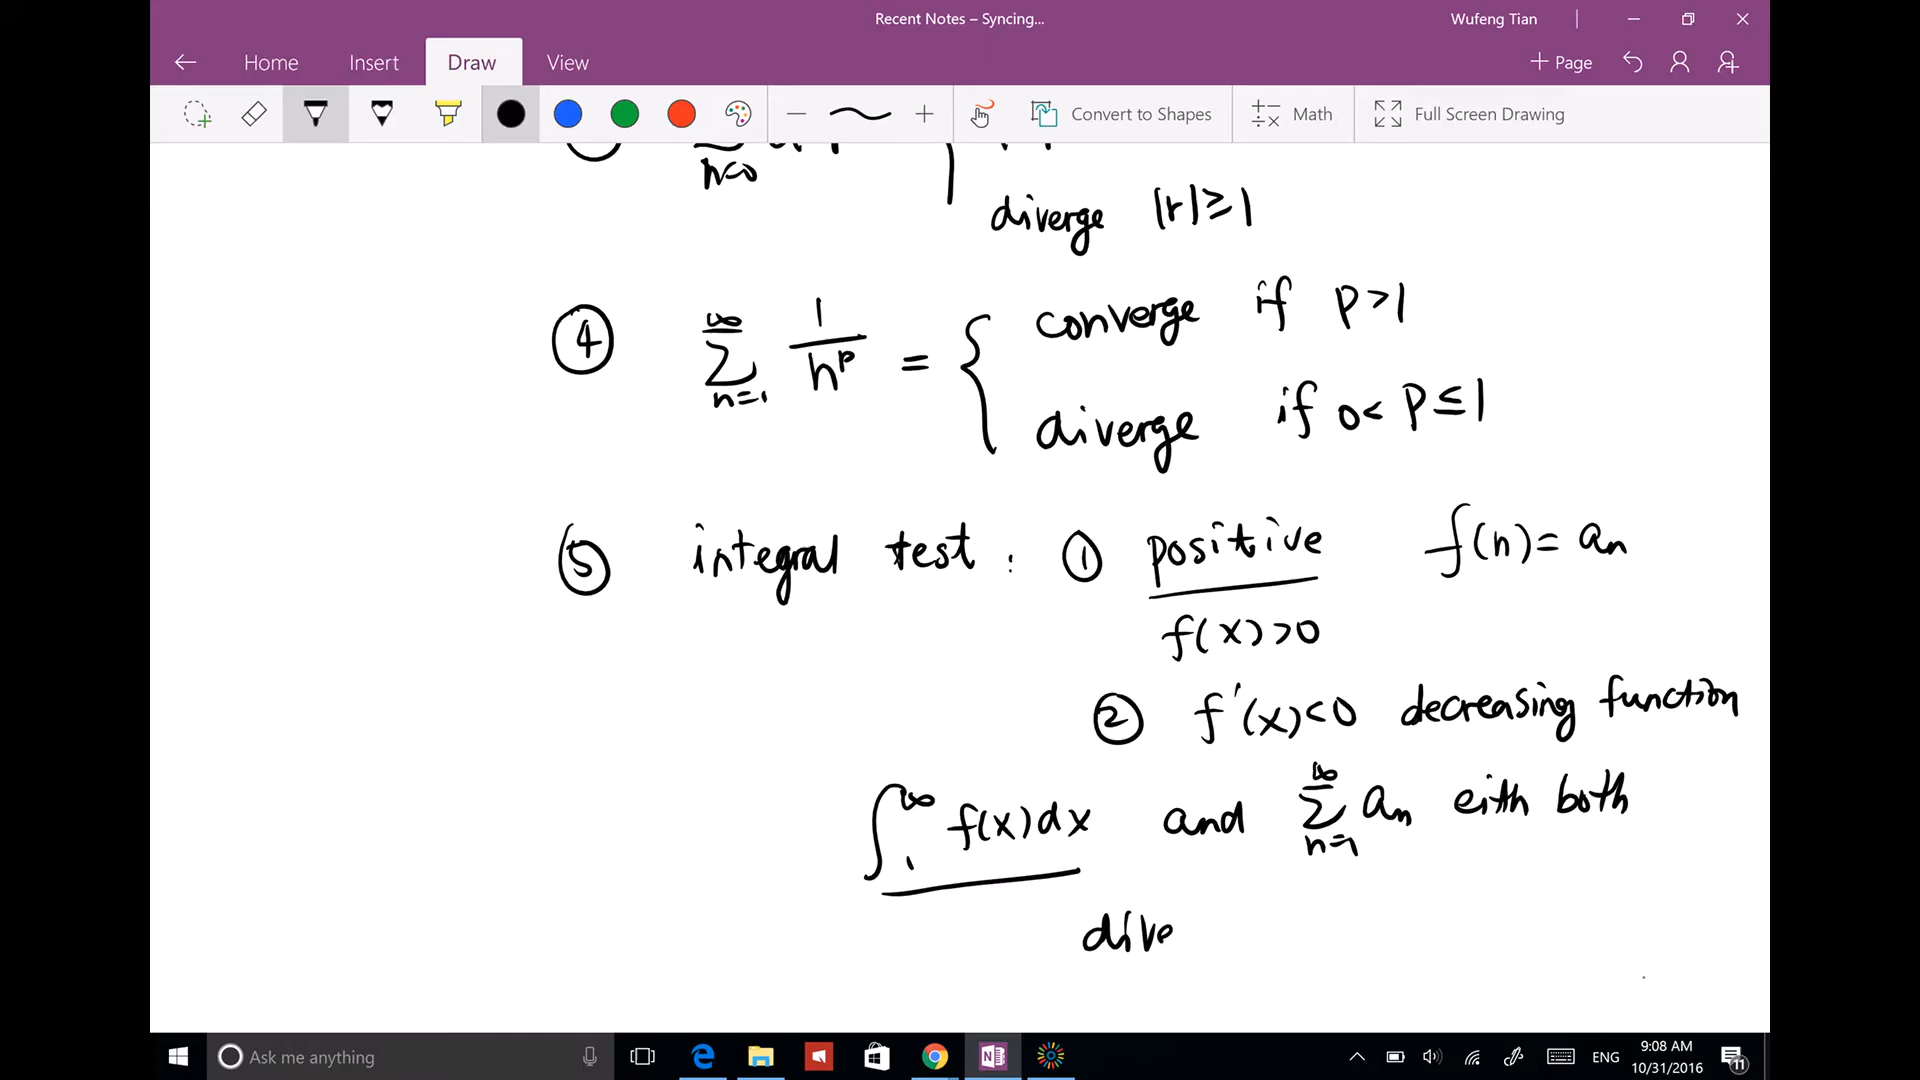 Recent Notes – Syncing...
Wufeng Tian
Home Insert Draw View
Page
Convert to Shapes Math Full Screen Drawing
n=0
diverge |r|≥1
④ ∑_{n=1}^{∞} 1/n^p = { converge if p>1
diverge if 0< p≤1
⑤ integral test : ① positive f(n)= a_n
f(x)>0
② f'(x)<0 decreasing function
∫_1^∞ f(x)dx and ∑_{n=1}^{∞} a_n eith both
dive
Ask me anything
ENG
9:08 AM
10/31/2016
11